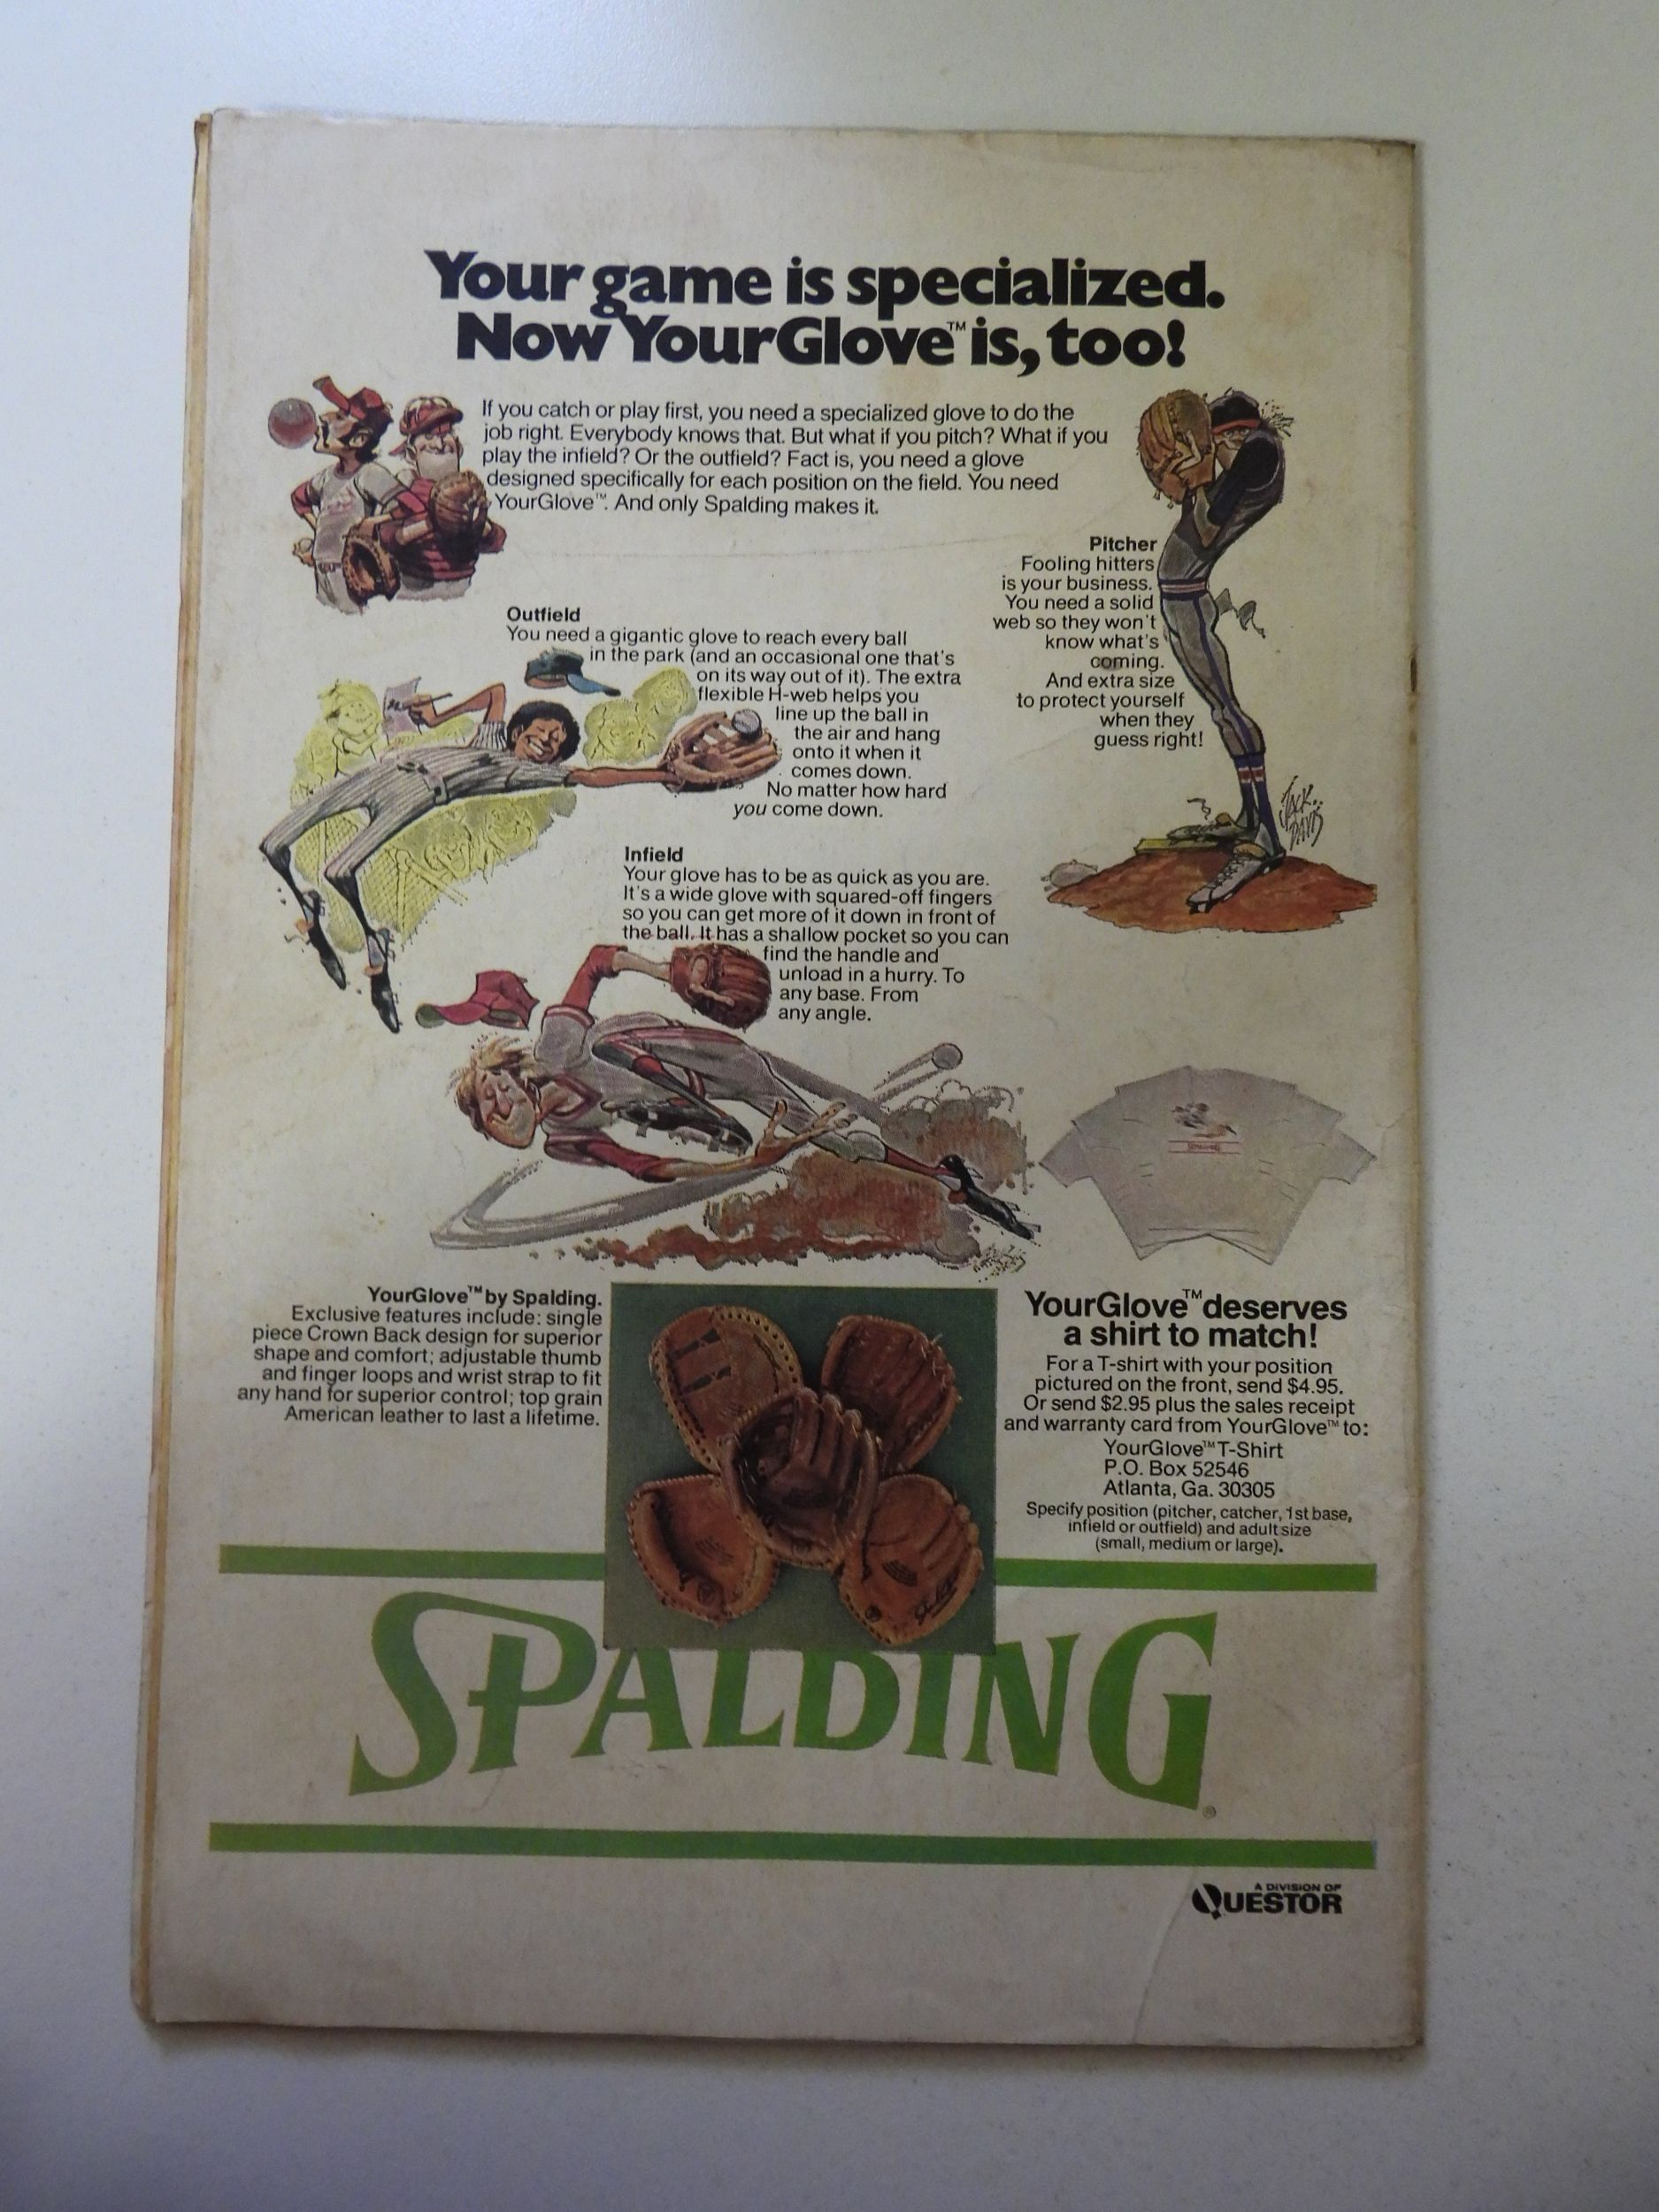 Your game is specialized.
Now YourGlove™ is, too!
If you catch or play first, you need a specialized glove to do the
job right. Everybody knows that. But what if you pitch? What if you
play the infield? Or the outfield? Fact is, you need a glove
designed specifically for each position on the field. You need
YourGlove™. And only Spalding makes it.
Pitcher
Fooling hitters
is your business.
You need a solid
web so they won't
know what's
coming.
And extra size
to protect yourself
when they
guess right!
JACK DAVIS
Outfield
You need a gigantic glove to reach every ball
in the park (and an occasional one that's
on its way out of it). The extra
flexible H-web helps you
line up the ball in
the air and hang
onto it when it
comes down.
No matter how hard
you come down.
Infield
Your glove has to be as quick as you are.
It's a wide glove with squared-off fingers
so you can get more of it down in front of
the ball. It has a shallow pocket so you can
find the handle and
unload in a hurry. To
any base. From
any angle.
SPALDING
YourGlove™ by Spalding.
Exclusive features include: single
piece Crown Back design for superior
shape and comfort; adjustable thumb
and finger loops and wrist strap to fit
any hand for superior control; top grain
American leather to last a lifetime.
YourGlove™ deserves
a shirt to match!
For a T-shirt with your position
pictured on the front, send $4.95.
Or send $2.95 plus the sales receipt
and warranty card from YourGlove™ to:
YourGlove™ T-Shirt
P.O. Box 52546
Atlanta, Ga. 30305
Specify position (pitcher, catcher, 1st base,
infield or outfield) and adult size
(small, medium or large).
SPALDING®
A DIVISION OF
QUESTOR